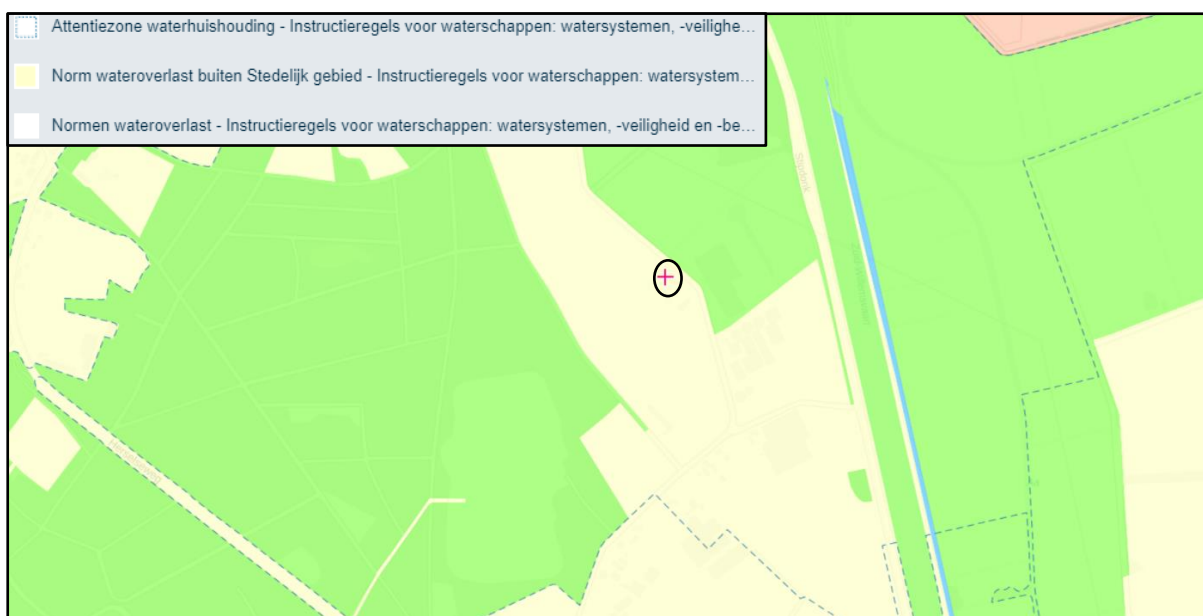 Attentiezone waterhuishouding - Instructieregels voor waterschappen: watersystemen, -veilighe...
Norm wateroverlast buiten Stedelijk gebied - Instructieregels voor waterschappen: watersystem...
Normen wateroverlast - Instructieregels voor waterschappen: watersystemen, -veiligheid en -be...